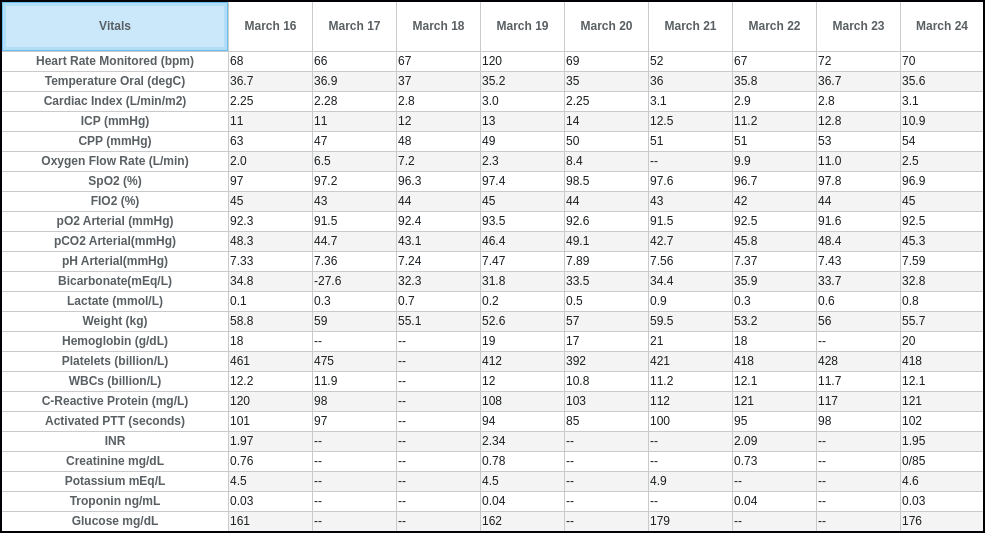 Vitals March 16 March 17 March 18 March 19 March 20 March 21 March 22 March 23 March 24
Heart Rate Monitored (bpm) 68 66 67 120 69 52 67 72 70
Temperature Oral (degC) 36.7 36.9 37 35.2 35 36 35.8 36.7 35.6
Cardiac Index (L/min/m2) 2.25 2.28 2.8 3.0 2.25 3.1 2.9 2.8 3.1
ICP (mmHg) 11 11 12 13 14 12.5 11.2 12.8 10.9
CPP (mmHg) 63 47 48 49 50 51 51 53 54
Oxygen Flow Rate (L/min) 2.0 6.5 7.2 2.3 8.4 -- 9.9 11.0 2.5
SpO2 (%) 97 97.2 96.3 97.4 98.5 97.6 96.7 97.8 96.9
FIO2 (%) 45 43 44 45 44 43 42 44 45
pO2 Arterial (mmHg) 92.3 91.5 92.4 93.5 92.6 91.5 92.5 91.6 92.5
pCO2 Arterial(mmHg) 48.3 44.7 43.1 46.4 49.1 42.7 45.8 48.4 45.3
pH Arterial(mmHg) 7.33 7.36 7.24 7.47 7.89 7.56 7.37 7.43 7.59
Bicarbonate(mEq/L) 34.8 -27.6 32.3 31.8 33.5 34.4 35.9 33.7 32.8
Lactate (mmol/L) 0.1 0.3 0.7 0.2 0.5 0.9 0.3 0.6 0.8
Weight (kg) 58.8 59 55.1 52.6 57 59.5 53.2 56 55.7
Hemoglobin (g/dL) 18 -- -- 19 17 21 18 -- 20
Platelets (billion/L) 461 475 -- 412 392 421 418 428 418
WBCs (billion/L) 12.2 11.9 -- 12 10.8 11.2 12.1 11.7 12.1
C-Reactive Protein (mg/L) 120 98 -- 108 103 112 121 117 121
Activated PTT (seconds) 101 97 -- 94 85 100 95 98 102
INR 1.97 -- -- 2.34 -- -- 2.09 -- 1.95
Creatinine mg/dL 0.76 -- -- 0.78 -- -- 0.73 -- 0/85
Potassium mEq/L 4.5 -- -- 4.5 -- 4.9 -- -- 4.6
Troponin ng/mL 0.03 -- -- 0.04 -- -- 0.04 -- 0.03
Glucose mg/dL 161 -- -- 162 -- 179 -- -- 176